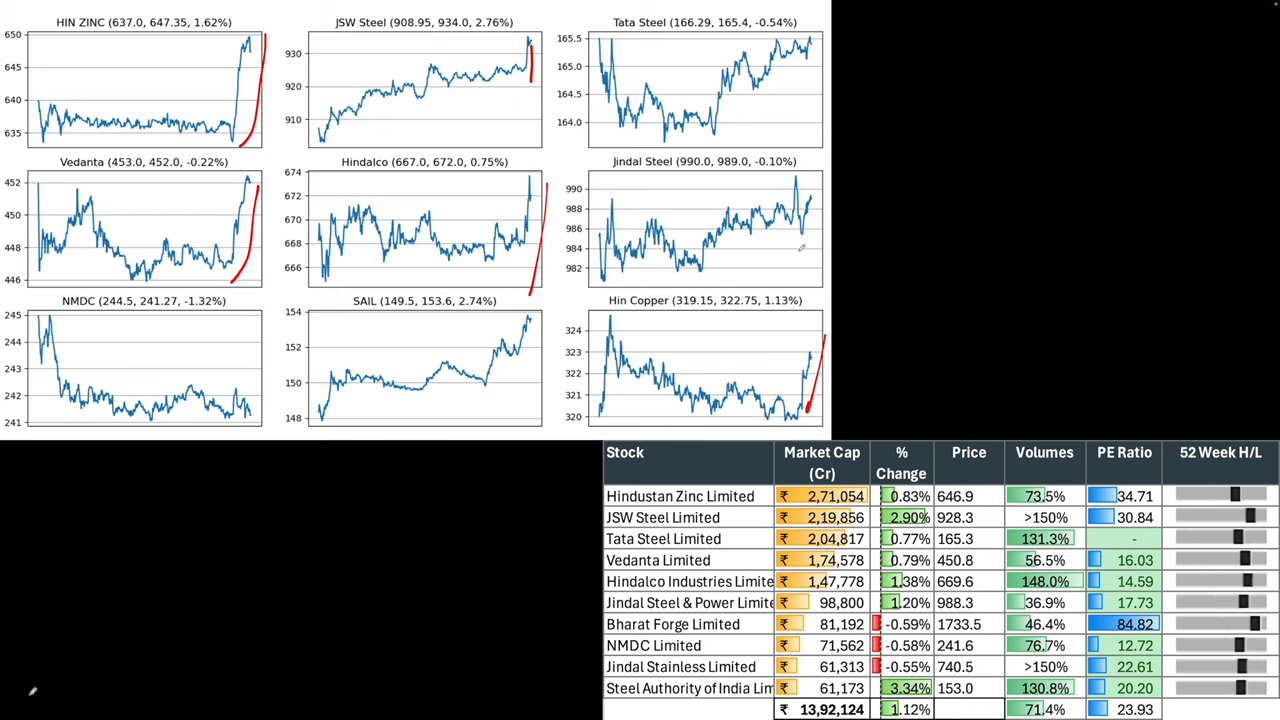 HIN ZINC (637.0, 647.35, 1.62%)
650
645
640
635
JSW Steel (908.95, 934.0, 2.76%)
930
920
910
Tata Steel (166.29, 165.4, -0.54%)
165.5
165.0
164.5
164.0
Vedanta (453.0, 452.0, -0.22%)
452
450
448
446
Hindalco (667.0, 672.0, 0.75%)
674
672
670
668
666
Jindal Steel (990.0, 989.0, -0.10%)
990
988
986
984
982
NMDC (244.5, 241.27, -1.32%)
245
244
243
242
241
SAIL (149.5, 153.6, 2.74%)
154
152
150
148
Hin Copper (319.15, 322.75, 1.13%)
324
323
322
321
320
Stock Market Cap (Cr) % Change Price Volumes PE Ratio 52 Week H/L
Hindustan Zinc Limited ₹ 2,71,054 0.83% 646.9 73.5% 34.71
JSW Steel Limited ₹ 2,19,856 2.90% 928.3 >150% 30.84
Tata Steel Limited ₹ 2,04,817 0.77% 165.3 131.3% -
Vedanta Limited ₹ 1,74,578 0.79% 450.8 56.5% 16.03
Hindalco Industries Limite ₹ 1,47,778 1.38% 669.6 148.0% 14.59
Jindal Steel & Power Limite ₹ 98,800 1.20% 988.3 36.9% 17.73
Bharat Forge Limited ₹ 81,192 -0.59% 1733.5 46.4% 84.82
NMDC Limited ₹ 71,562 -0.58% 241.6 76.7% 12.72
Jindal Stainless Limited ₹ 61,313 -0.55% 740.5 >150% 22.61
Steel Authority of India Lim ₹ 61,173 3.34% 153.0 130.8% 20.20
₹ 13,92,124 1.12% 71.4% 23.93